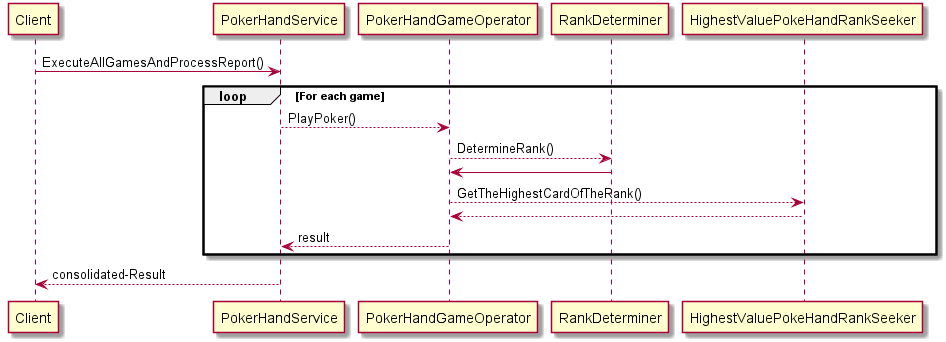 Client PokerHandService PokerHandGameOperator RankDeterminer HighestValuePokeHandRankSeeker
ExecuteAllGamesAndProcessReport()
loop [For each game]
PlayPoker()
DetermineRank()
GetTheHighestCardOfTheRank()
result
consolidated-Result
Client PokerHandService PokerHandGameOperator RankDeterminer HighestValuePokeHandRankSeeker